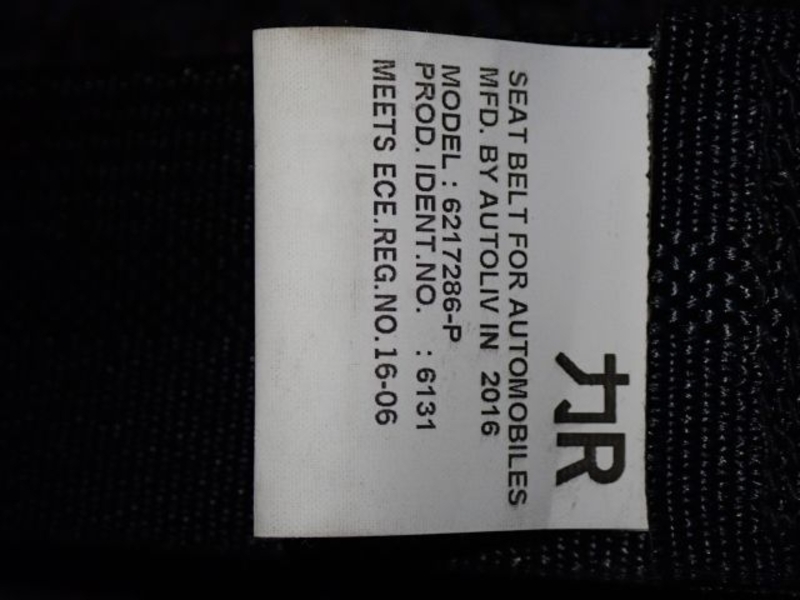 カR
SEAT BELT FOR AUTOMOBILES
MFD. BY AUTOLIV IN 2016
MODEL : 6217286-P
PROD. IDENT.NO. : 6131
MEETS ECE.REG.NO.16-06